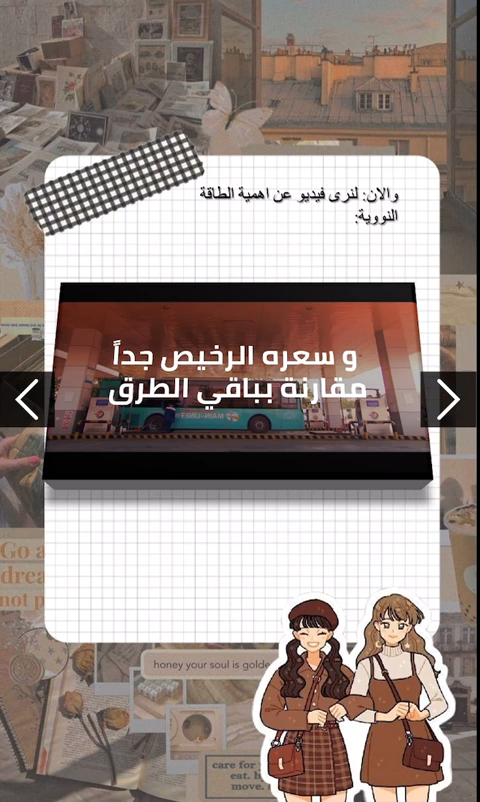 والان: لنرى فيديو عن اهمية الطاقة
النووية:
و سعره الرخيص جداً
مقارنة بباقي الطرق
Go a
drea
not p
honey your soul is golde
care for
eat. b
move.